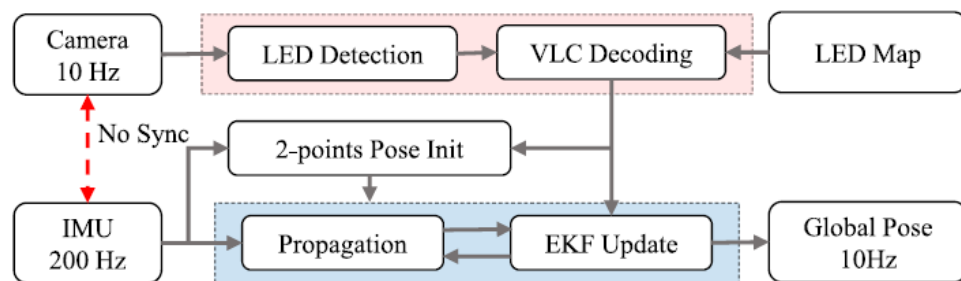 Camera
10 Hz
LED Detection
VLC Decoding
LED Map
No Sync
2-points Pose Init
IMU
200 Hz
Propagation
EKF Update
Global Pose
10Hz